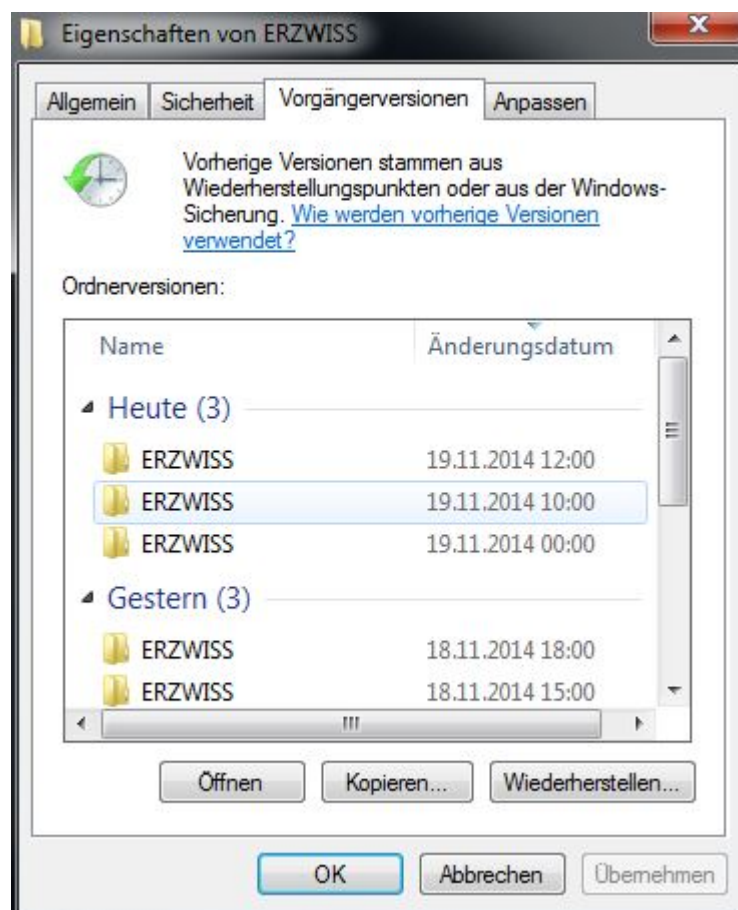 Eigenschaften von ERZWISS
Allgemein Sicherheit Vorgängerversionen Anpassen
Vorherige Versionen stammen aus
Wiederherstellungspunkten oder aus der Windows-
Sicherung. Wie werden vorherige Versionen
verwendet?
Ordnerversionen:
Name Änderungsdatum
Heute (3)
ERZWISS 19.11.2014 12:00
ERZWISS 19.11.2014 10:00
ERZWISS 19.11.2014 00:00
Gestern (3)
ERZWISS 18.11.2014 18:00
ERZWISS 18.11.2014 15:00
Öffnen Kopieren... Wiederherstellen...
OK Abbrechen Übernehmen